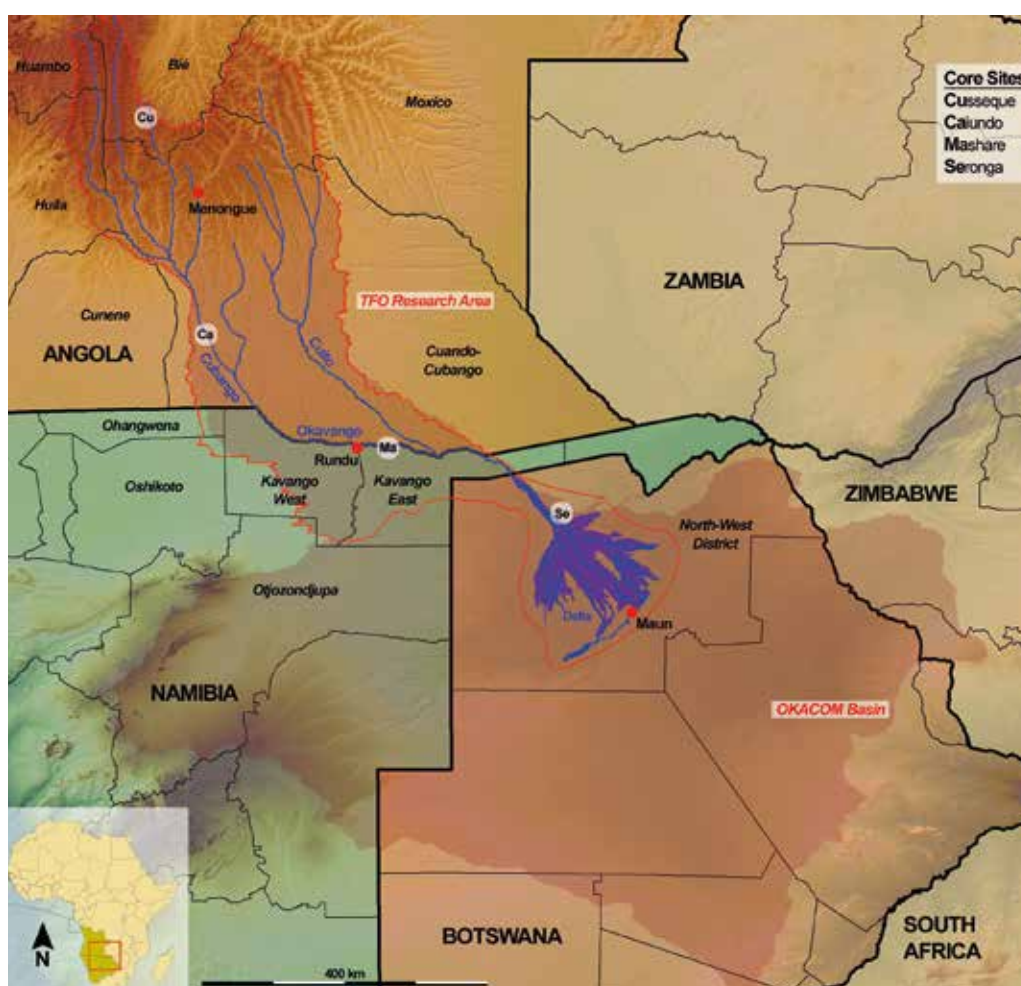 Huambo
Bié
Moxico
Core Sites
Cusseque
Caiundo
Mashare
Seronga
Cu
Menongue
Huila
ZAMBIA
TFO Research Area
Cunene
ANGOLA
Ca
Cubango
Cuito
Cuando-
Cubango
Ohangwena
Okavango
Ma
Rundu
Oshikoto
Kavango
West
Kavango
East
ZIMBABWE
Se
North-West
District
Otjozondjupa
Delta
Maun
NAMIBIA
OKACOM Basin
BOTSWANA
SOUTH
AFRICA
N
400 km